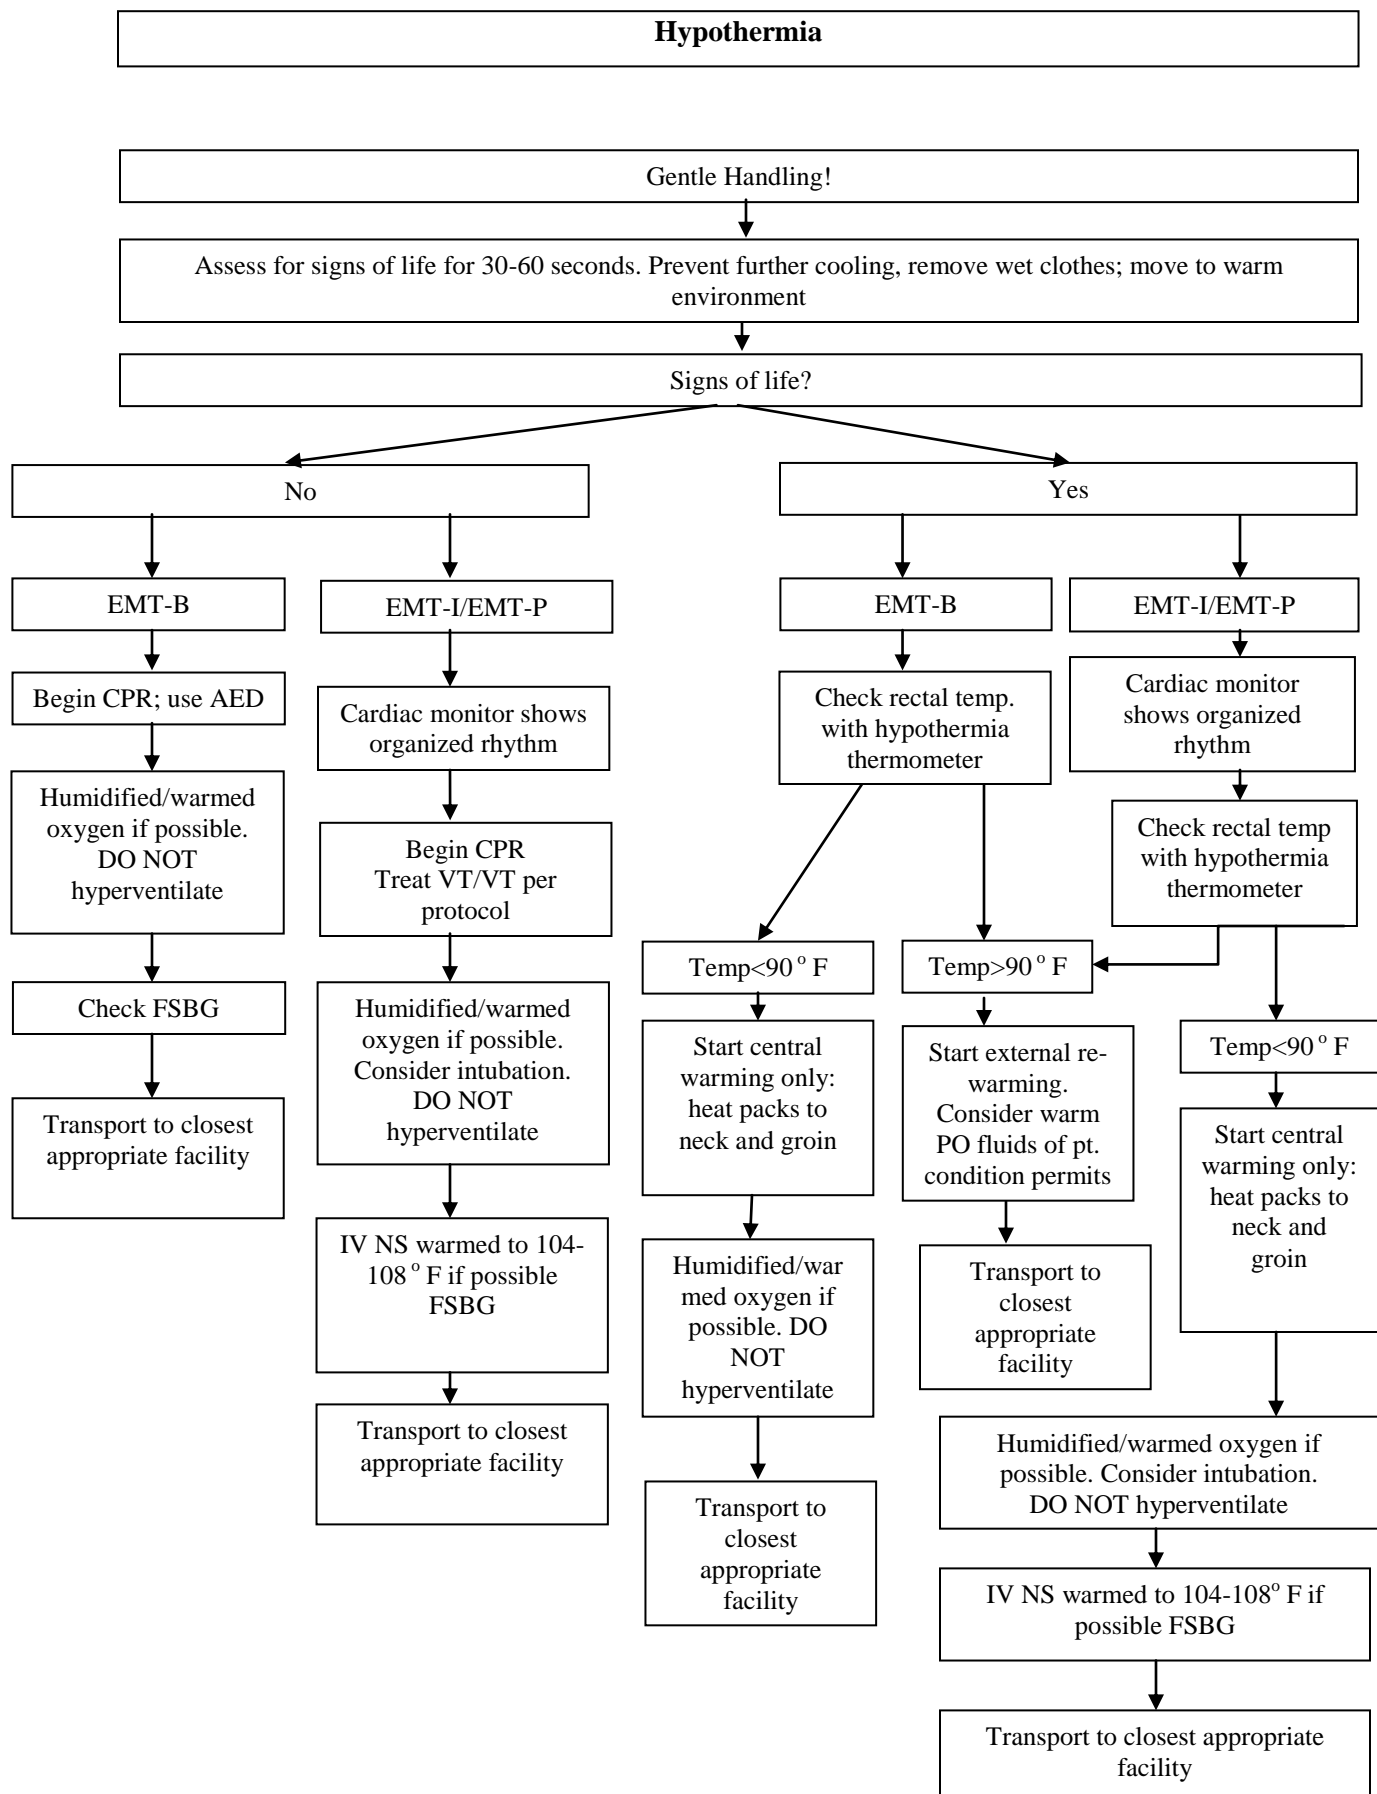 Hypothermia
Gentle Handling!
Assess for signs of life for 30-60 seconds. Prevent further cooling, remove wet clothes; move to warm
environment
Signs of life?
No
Yes
EMT-B
EMT-I/EMT-P
EMT-B
EMT-I/EMT-P
Begin CPR; use AED
Humidified/warmed
oxygen if possible.
DO NOT
hyperventilate
Check FSBG
Transport to closest
appropriate facility
Cardiac monitor shows
organized rhythm
Begin CPR
Treat VT/VT per
protocol
Humidified/warmed
oxygen if possible.
Consider intubation.
DO NOT
hyperventilate
IV NS warmed to 104-
108 o F if possible
FSBG
Transport to closest
appropriate facility
Check rectal temp.
with hypothermia
thermometer
Temp<90 o F
Start central
warming only:
heat packs to
neck and groin
Humidified/war
med oxygen if
possible. DO
NOT
hyperventilate
Transport to
closest
appropriate
facility
Temp>90 o F
Start external re-
warming.
Consider warm
PO fluids of pt.
condition permits
Transport to
closest
appropriate
facility
Cardiac monitor
shows organized
rhythm
Check rectal temp
with hypothermia
thermometer
Temp<90 o F
Start central
warming only:
heat packs to
neck and
groin
Humidified/warmed oxygen if
possible. Consider intubation.
DO NOT hyperventilate
IV NS warmed to 104-108o F if
possible FSBG
Transport to closest appropriate
facility